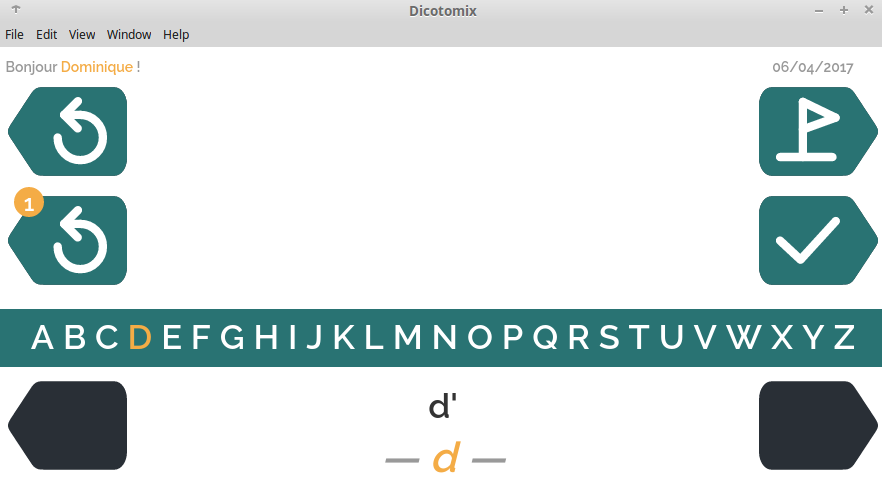 Dicotomix
File Edit View Window Help
Bonjour Dominique !
06/04/2017
1
A B C D E F G H I J K L M N O P Q R S T U V W X Y Z
d'
— d —